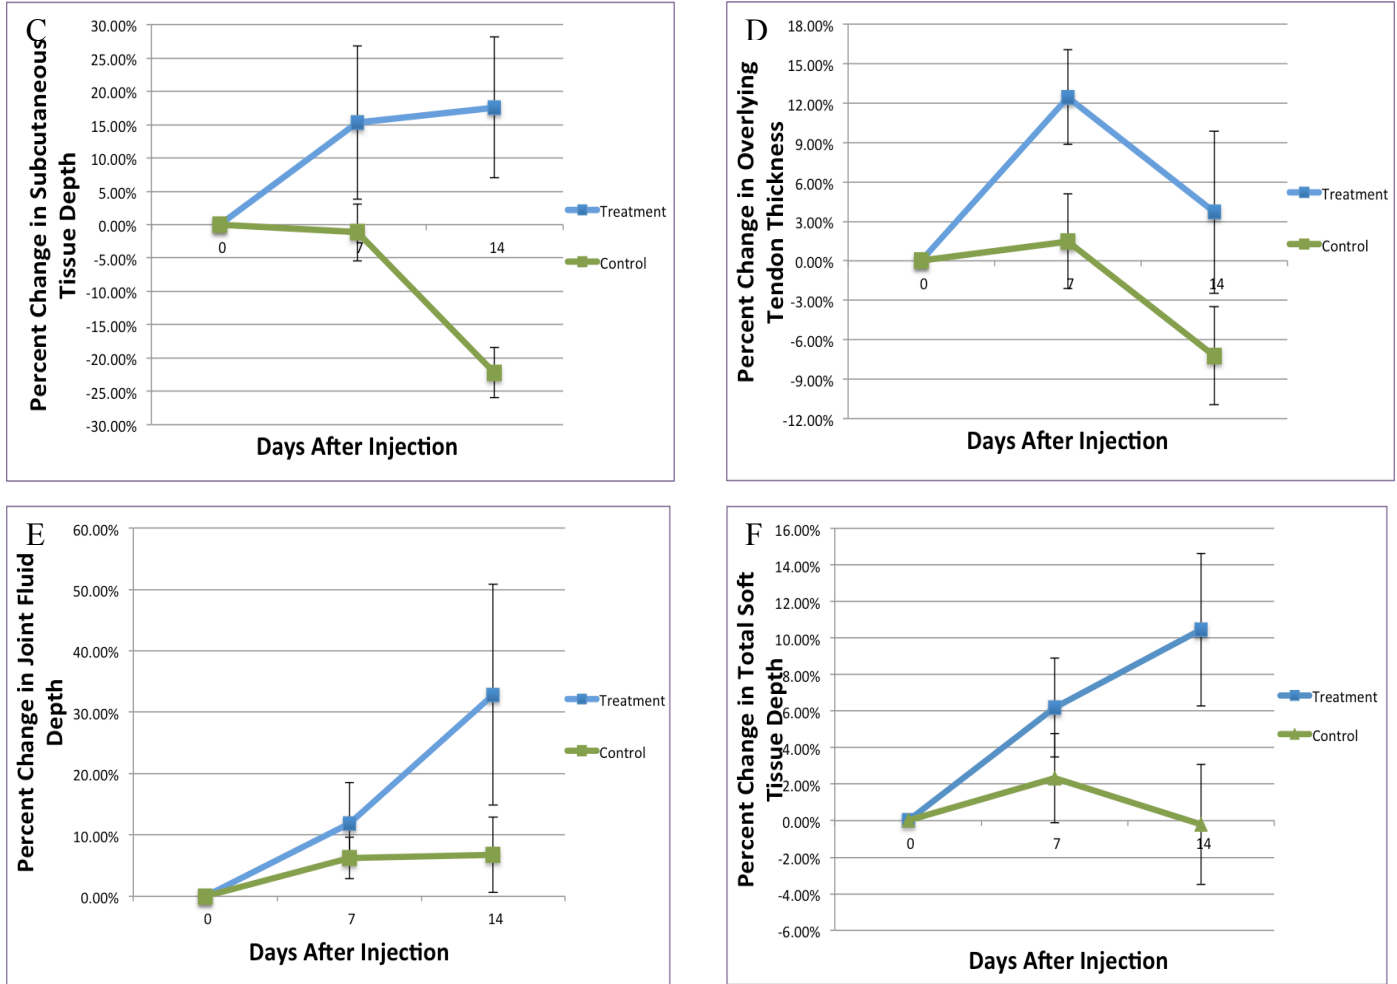 C
Percent Change in Subcutaneous
Tissue Depth
30.00%
25.00%
20.00%
15.00%
10.00%
5.00%
0.00%
-5.00%
-10.00%
-15.00%
-20.00%
-25.00%
-30.00%
0
7
14
Days After Injection
Treatment
Control
D
Percent Change in Overlying
Tendon Thickness
18.00%
15.00%
12.00%
9.00%
6.00%
3.00%
0.00%
-3.00%
-6.00%
-9.00%
-12.00%
0
7
14
Days After Injection
Treatment
Control
E
Percent Change in Joint Fluid
Depth
60.00%
50.00%
40.00%
30.00%
20.00%
10.00%
0.00%
0
7
14
Days After Injection
Treatment
Control
F
Percent Change in Total Soft
Tissue Depth
16.00%
14.00%
12.00%
10.00%
8.00%
6.00%
4.00%
2.00%
0.00%
-2.00%
-4.00%
-6.00%
0
7
14
Days After Injection
Treatment
Control